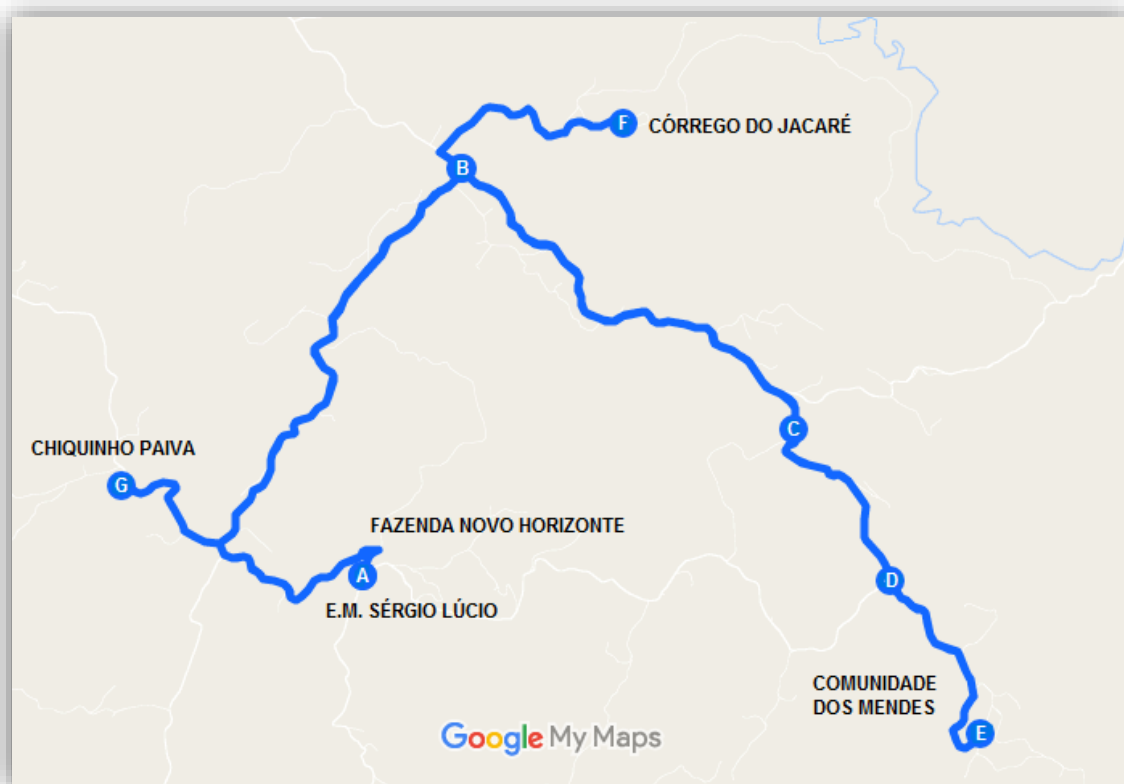 F
CÓRREGO DO JACARÉ
B
C
CHIQUINHO PAIVA
G
FAZENDA NOVO HORIZONTE
A
D
E.M. SÉRGIO LÚCIO
COMUNIDADE
DOS MENDES
E
Google My Maps